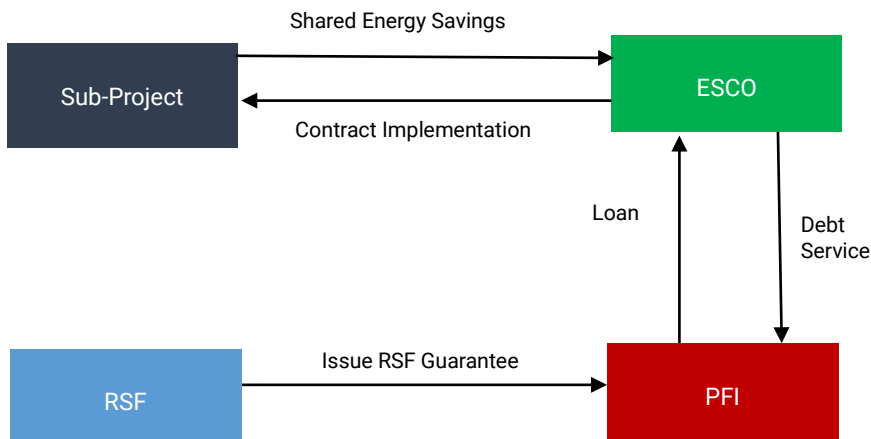 Shared Energy Savings
Sub-Project
ESCO
Contract Implementation
Loan
Debt
Service
Issue RSF Guarantee
RSF
PFI